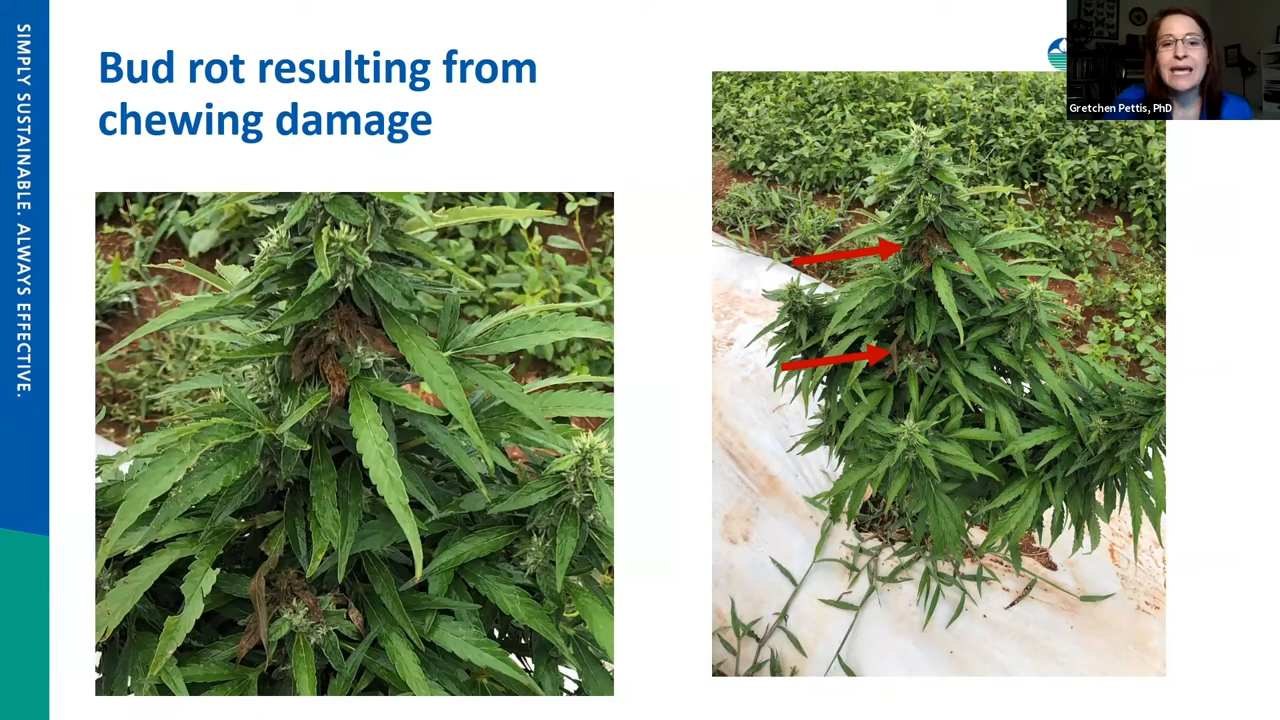 SIMPLY SUSTAINABLE. ALWAYS EFFECTIVE.
Bud rot resulting from
chewing damage
Gretchen Pettis, PhD